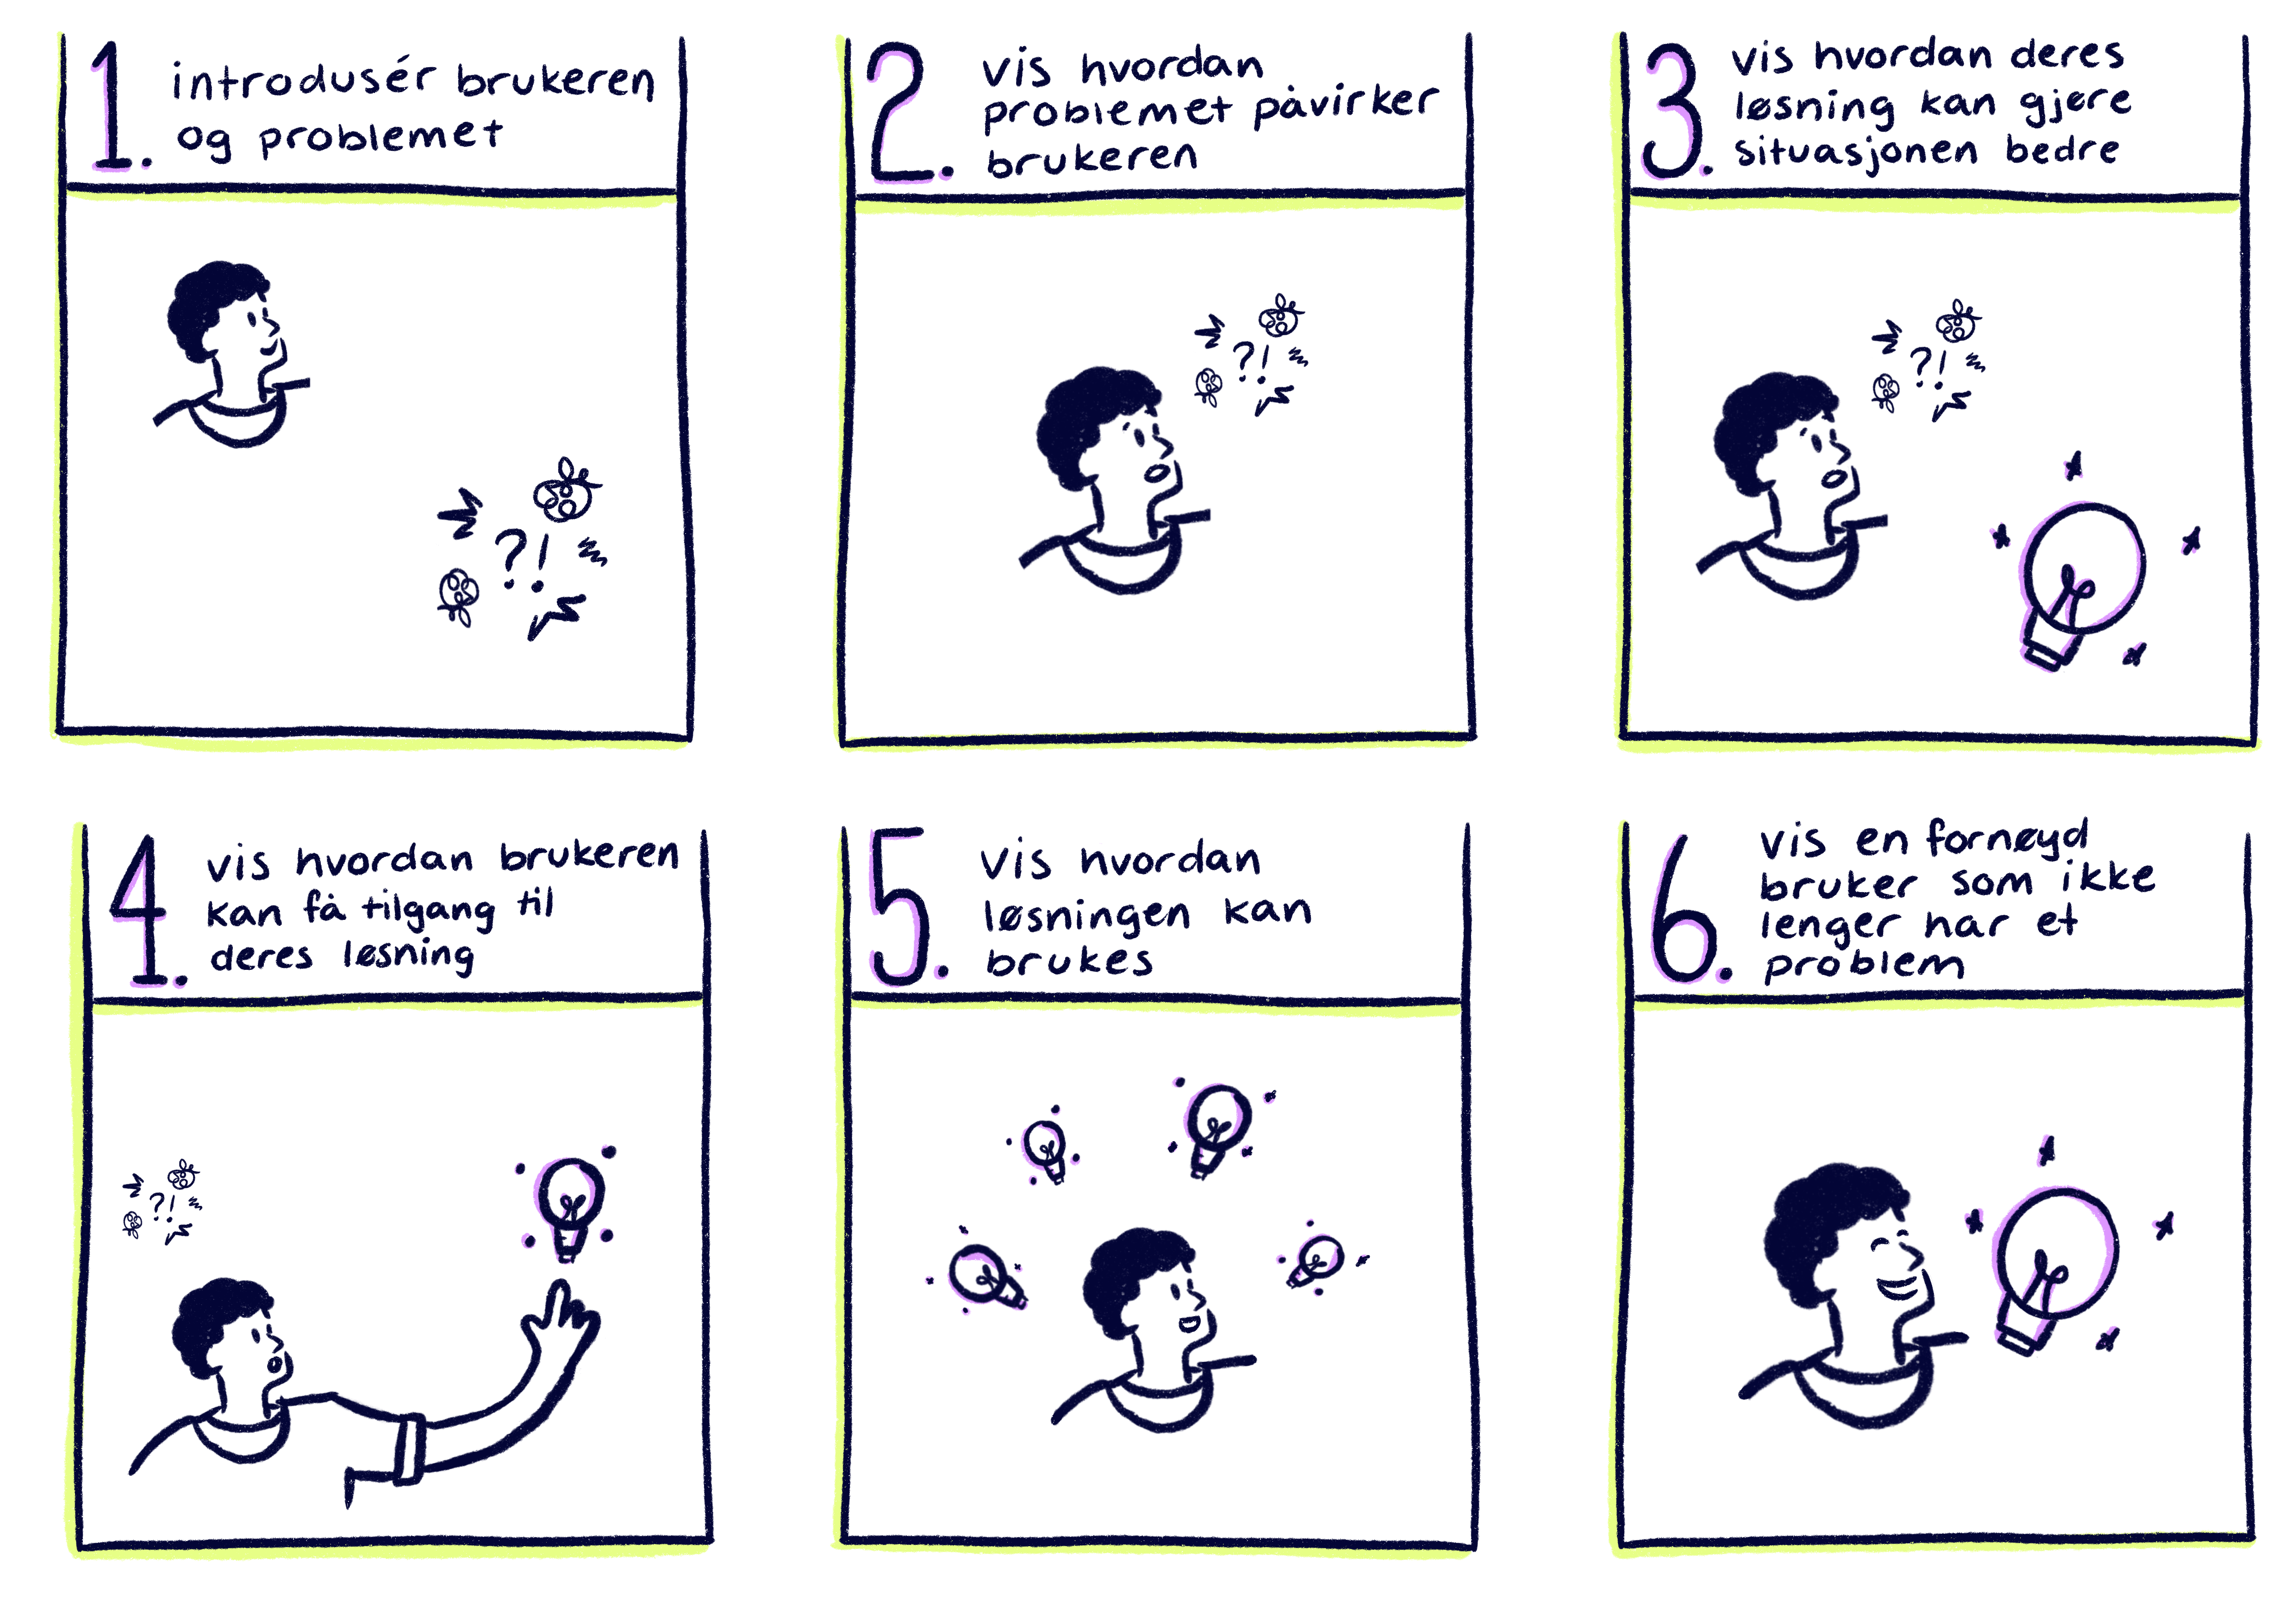 1. introdusér brukeren
og problemet
?!
2. vis hvordan
problemet påvirker
brukeren
?!
3. vis hvordan deres
løsning kan gjøre
situasjonen bedre
?!
4. vis hvordan brukeren
kan få tilgang til
deres løsning
?!
5. vis hvordan
løsningen kan
brukes
6. vis en fornøyd
bruker som ikke
lenger har et
problem